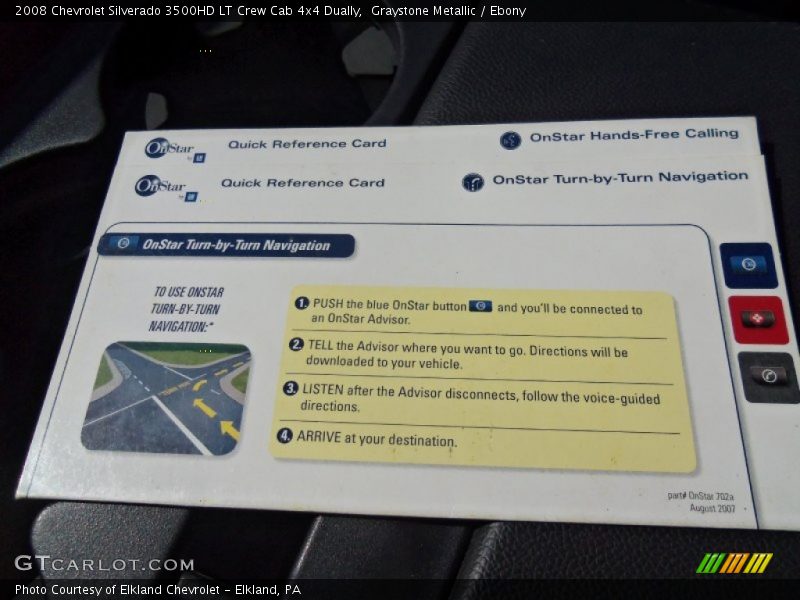 2008 Chevrolet Silverado 3500HD LT Crew Cab 4x4 Dually,  Graystone Metallic / Ebony
OnStar by GM Quick Reference Card OnStar Hands-Free Calling
OnStar by GM Quick Reference Card OnStar Turn-by-Turn Navigation
OnStar Turn-by-Turn Navigation
TO USE ONSTAR
TURN-BY-TURN
NAVIGATION:*
1. PUSH the blue OnStar button and you'll be connected to
an OnStar Advisor.
2. TELL the Advisor where you want to go. Directions will be
downloaded to your vehicle.
3. LISTEN after the Advisor disconnects, follow the voice-guided
directions.
4. ARRIVE at your destination.
part# OnStar 702a
August 2007
GTCARLOT.COM
Photo Courtesy of Elkland Chevrolet - Elkland, PA